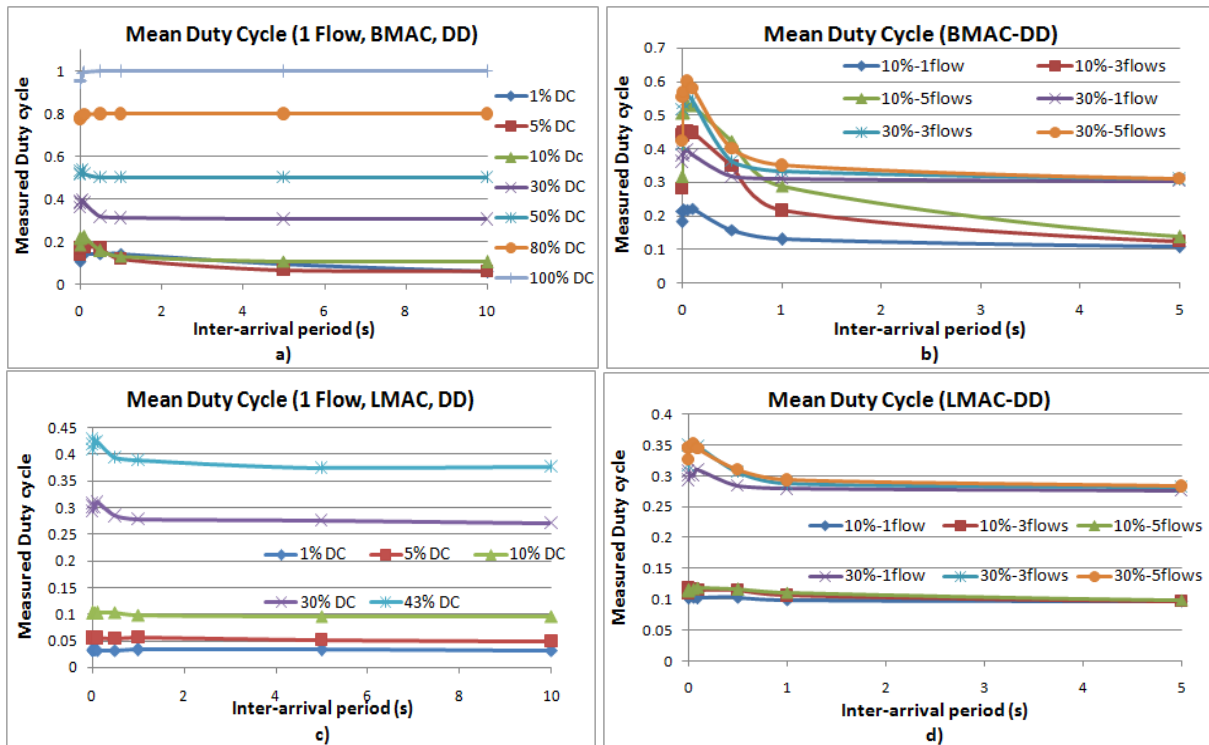 Mean Duty Cycle (1 Flow, BMAC, DD)
Measured Duty cycle
1
0.8
0.6
0.4
0.2
0
0 2 4 6 8 10
1% DC
5% DC
10% Dc
30% DC
50% DC
80% DC
100% DC
Inter-arrival period (s)
a)
Mean Duty Cycle (BMAC-DD)
Measured Duty cycle
0.7
0.6
0.5
0.4
0.3
0.2
0.1
0
0 1 2 3 4 5
10%-1flow 10%-3flows
10%-5flows 30%-1flow
30%-3flows 30%-5flows
Inter-arrival period (s)
b)
Mean Duty Cycle (1 Flow, LMAC, DD)
Measured Duty cycle
0.45
0.4
0.35
0.3
0.25
0.2
0.15
0.1
0.05
0
0 2 4 6 8 10
1% DC 5% DC 10% DC
30% DC 43% DC
Inter-arrival period (s)
c)
Mean Duty Cycle (LMAC-DD)
Measured Duty cycle
0.4
0.35
0.3
0.25
0.2
0.15
0.1
0.05
0
0 1 2 3 4 5
10%-1flow 10%-3flows 10%-5flows
30%-1flow 30%-3flows 30%-5flows
Inter-arrival period (s)
d)